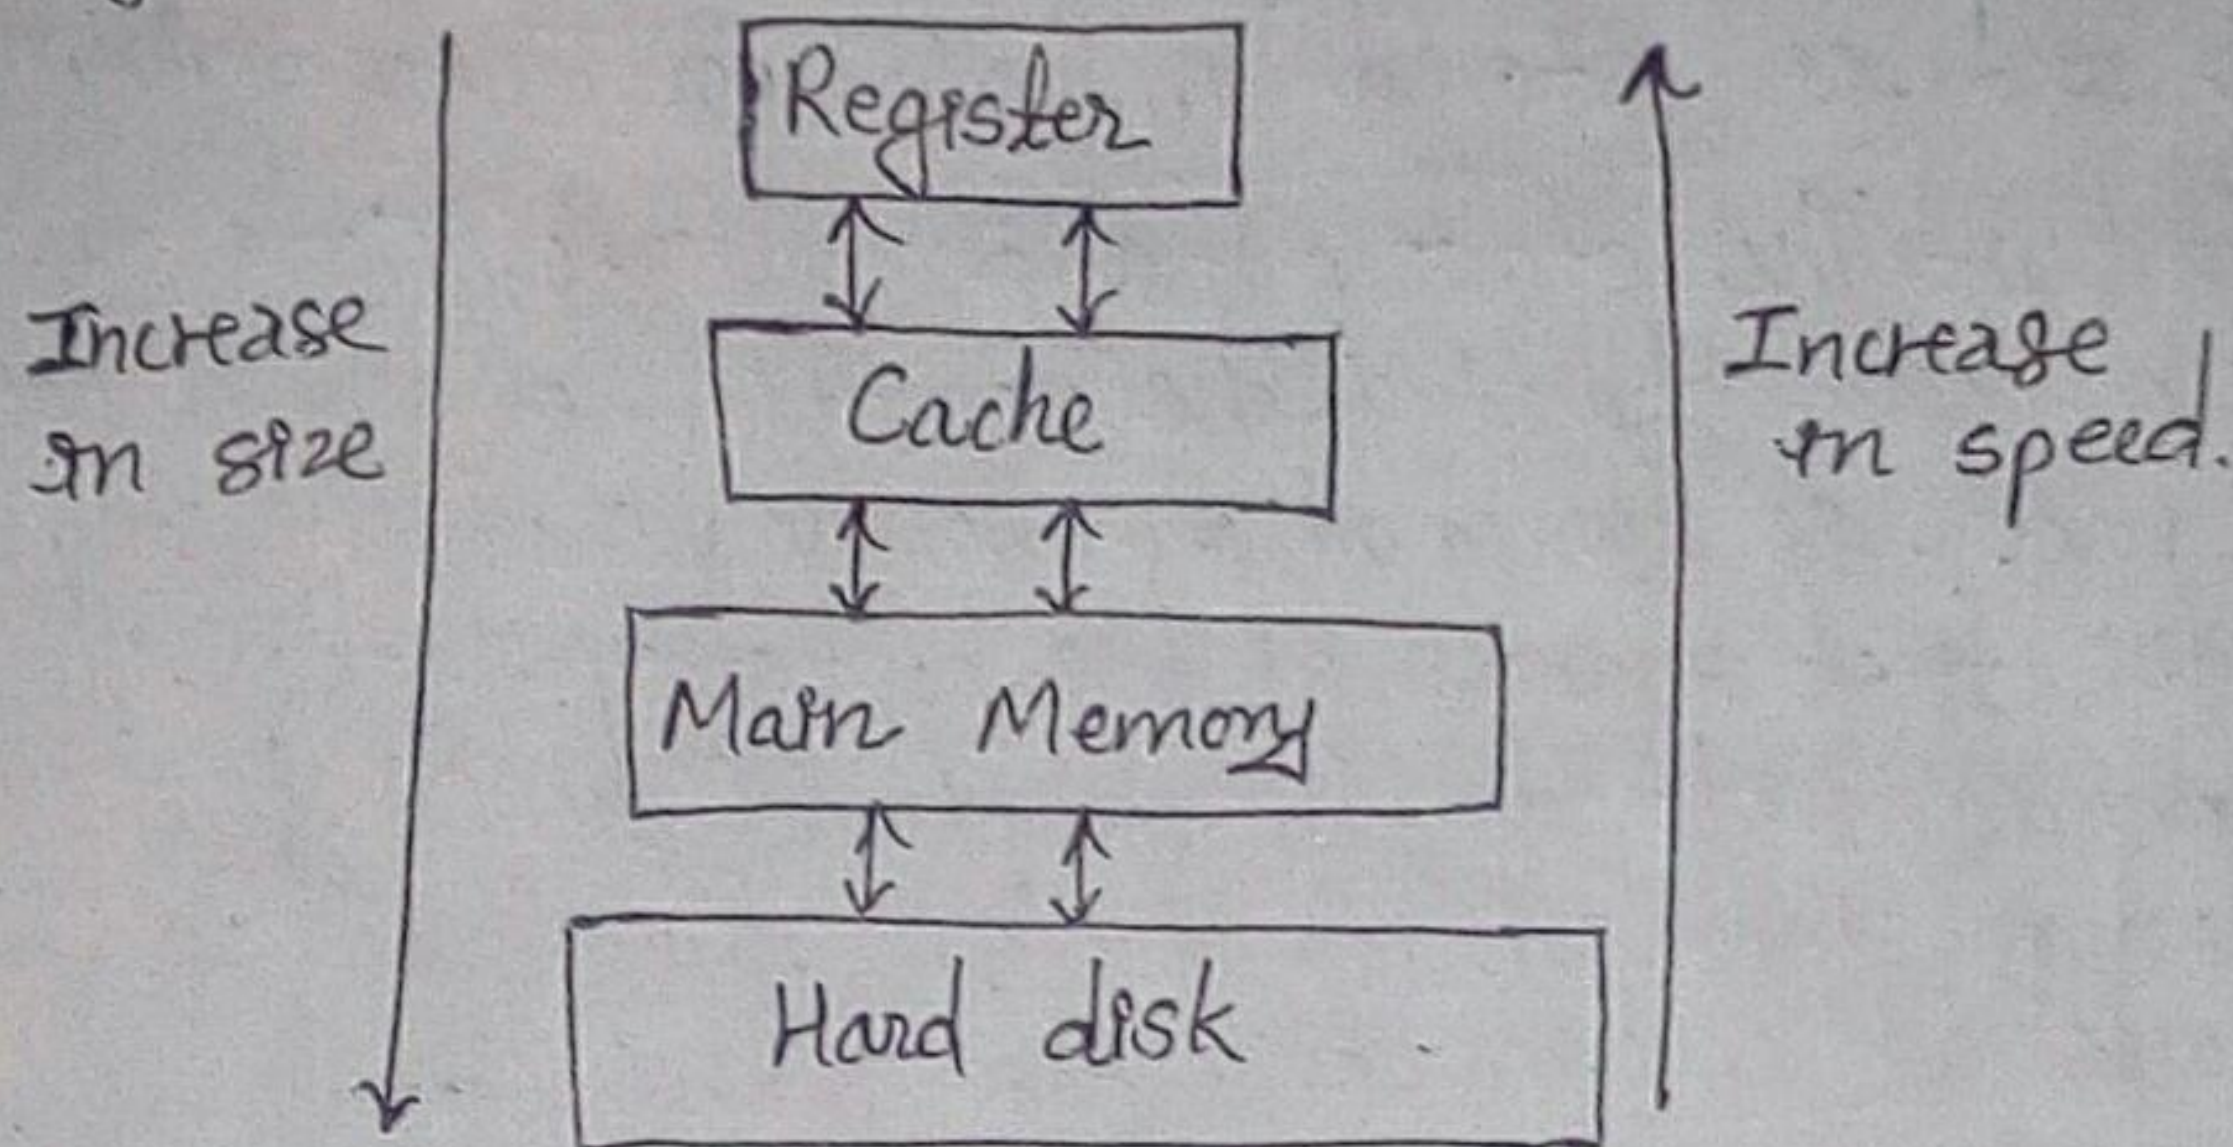 Register
Increase
in size
Cache
Increase
in speed.
Main Memory
Hard disk